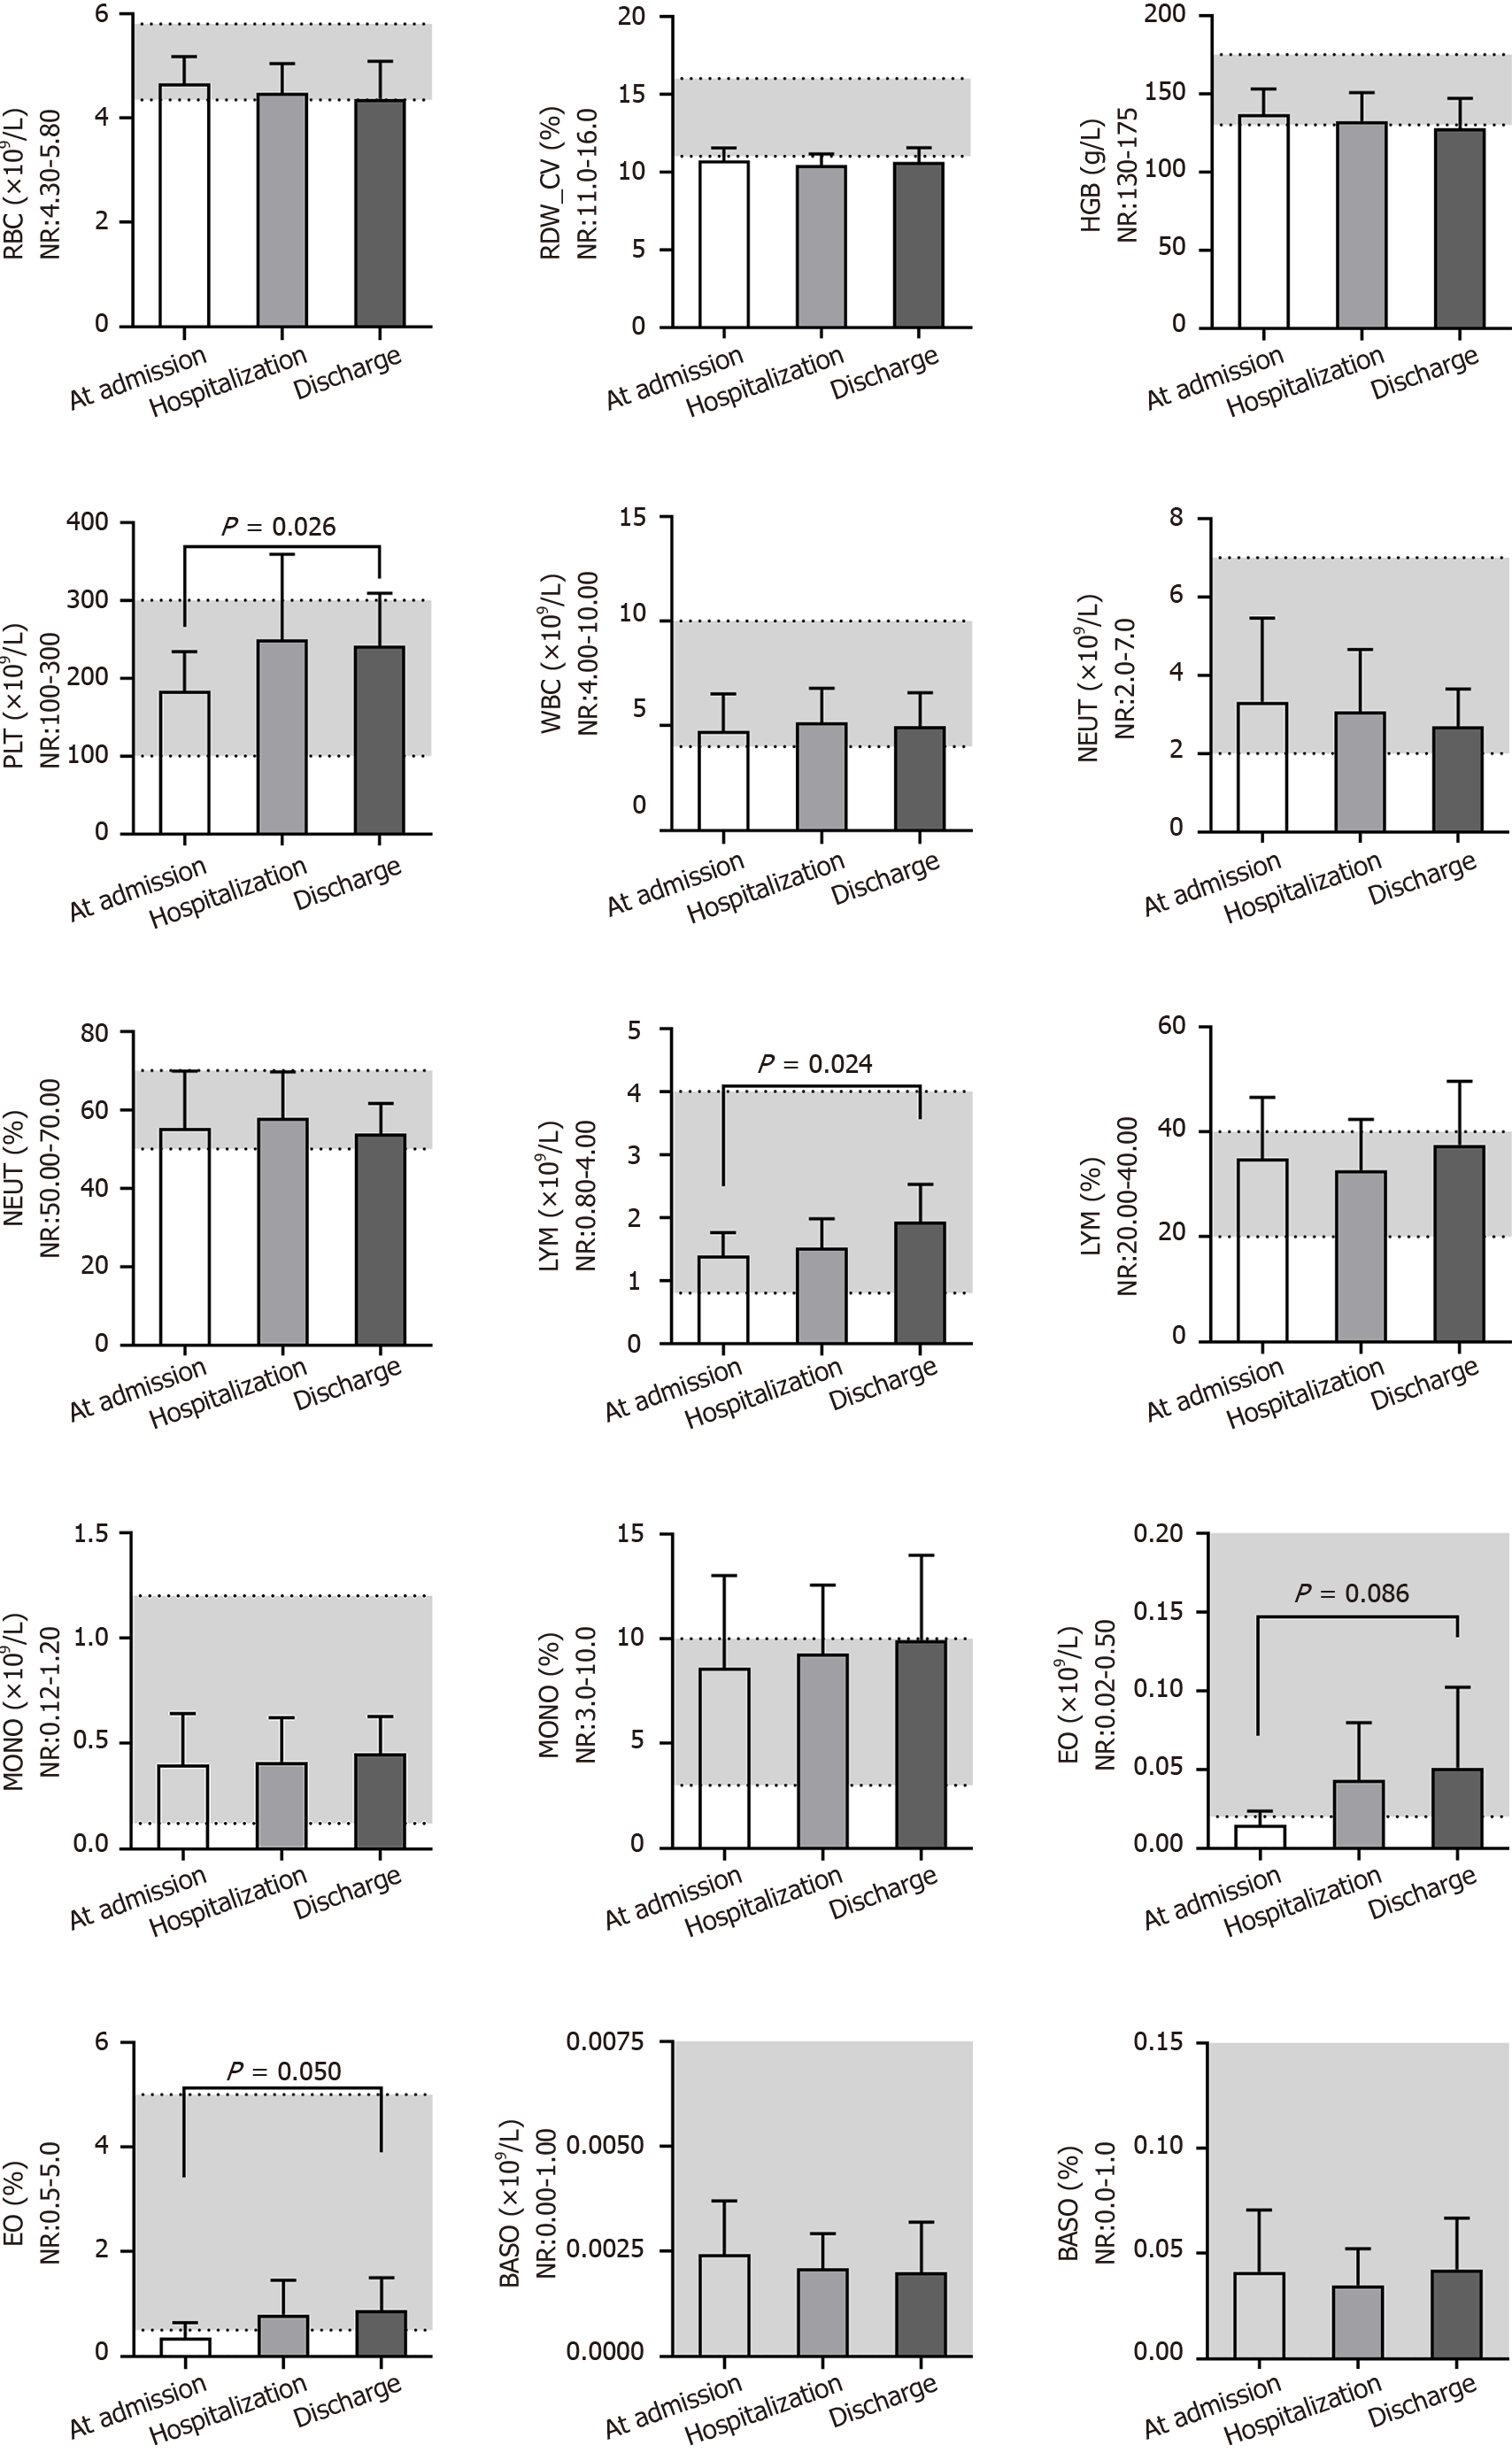 6
4
2
0
RBC (×10⁹/L)
NR:4.30-5.80
At admission
Hospitalization
Discharge
20
15
10
5
0
RDW_CV (%)
NR:11.0-16.0
At admission
Hospitalization
Discharge
200
150
100
50
0
HGB (g/L)
NR:130-175
At admission
Hospitalization
Discharge
400
300
200
100
0
PLT (×10⁹/L)
NR:100-300
P = 0.026
At admission
Hospitalization
Discharge
15
10
5
0
WBC (×10⁹/L)
NR:4.00-10.00
At admission
Hospitalization
Discharge
8
6
4
2
0
NEUT (×10⁹/L)
NR:2.0-7.0
At admission
Hospitalization
Discharge
80
60
40
20
0
NEUT (%)
NR:50.00-70.00
At admission
Hospitalization
Discharge
5
4
3
2
1
0
LYM (×10⁹/L)
NR:0.80-4.00
P = 0.024
At admission
Hospitalization
Discharge
60
40
20
0
LYM (%)
NR:20.00-40.00
At admission
Hospitalization
Discharge
1.5
1.0
0.5
0.0
MONO (×10⁹/L)
NR:0.12-1.20
At admission
Hospitalization
Discharge
15
10
5
0
MONO (%)
NR:3.0-10.0
At admission
Hospitalization
Discharge
0.20
0.15
0.10
0.05
0.00
EO (×10⁹/L)
NR:0.02-0.50
P = 0.086
At admission
Hospitalization
Discharge
6
4
2
0
EO (%)
NR:0.5-5.0
P = 0.050
At admission
Hospitalization
Discharge
0.0075
0.0050
0.0025
0.0000
BASO (×10⁹/L)
NR:0.00-1.00
At admission
Hospitalization
Discharge
0.15
0.10
0.05
0.00
BASO (%)
NR:0.0-1.0
At admission
Hospitalization
Discharge